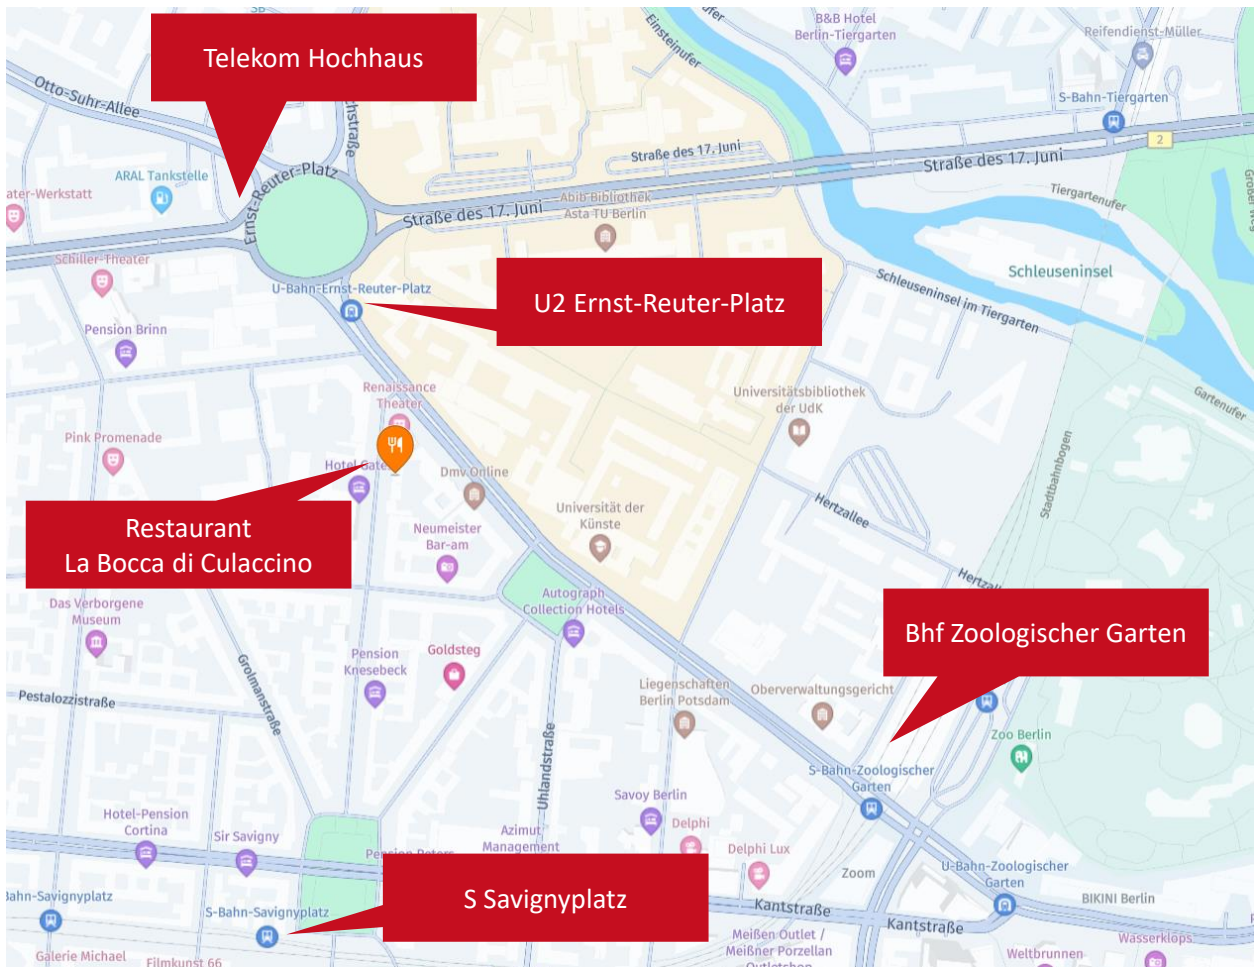 SB
Telekom Hochhaus
Otto-Suhr-Allee
Einsteinufer
B&B Hotel
Berlin-Tiergarten
Reifendienst-Müller
S-Bahn-Tiergarten
2
Straße des 17. Juni
Straße des 17. Juni
Straße des 17. Juni
ARAL Tankstelle
Ernst-Reuter-Platz
Abib Bibliothek
Asta TU Berlin
Tiergartenufer
Schiller-Theater
U-Bahn-Ernst-Reuter-Platz
U2 Ernst-Reuter-Platz
Schleuseninsel
Schleuseninsel im Tiergarten
Pension Brinn
Renaissance
Theater
Universitätsbibliothek
der UdK
Gartenufer
Pink Promenade
Dmv Online
Stadtbahnbogen
Hertzallee
Universität der
Künste
Restaurant
La Bocca di Culaccino
Neumeister
Bar-am
Das Verborgene
Museum
Autograph
Collection Hotels
Bhf Zoologischer Garten
Goldsteg
Pension
Knesebeck
Grolmanstraße
Pestalozzistraße
Liegenschaften
Berlin Potsdam
Oberverwaltungsgericht
Zoo Berlin
Uhlandstraße
S-Bahn-Zoologischer
Garten
Hotel-Pension
Cortina
Sir Savigny
Savoy Berlin
Azimut
Management
Delphi
Delphi Lux
Zoom
U-Bahn-Zoologischer
Garten
S Savignyplatz
S-Bahn-Savignyplatz
Kantstraße
Kantstraße
BIKINI Berlin
Galerie Michael
Filmkunst 66
Meißen Outlet /
Meißner Porzellan
Weltbrunnen
Wasserklops